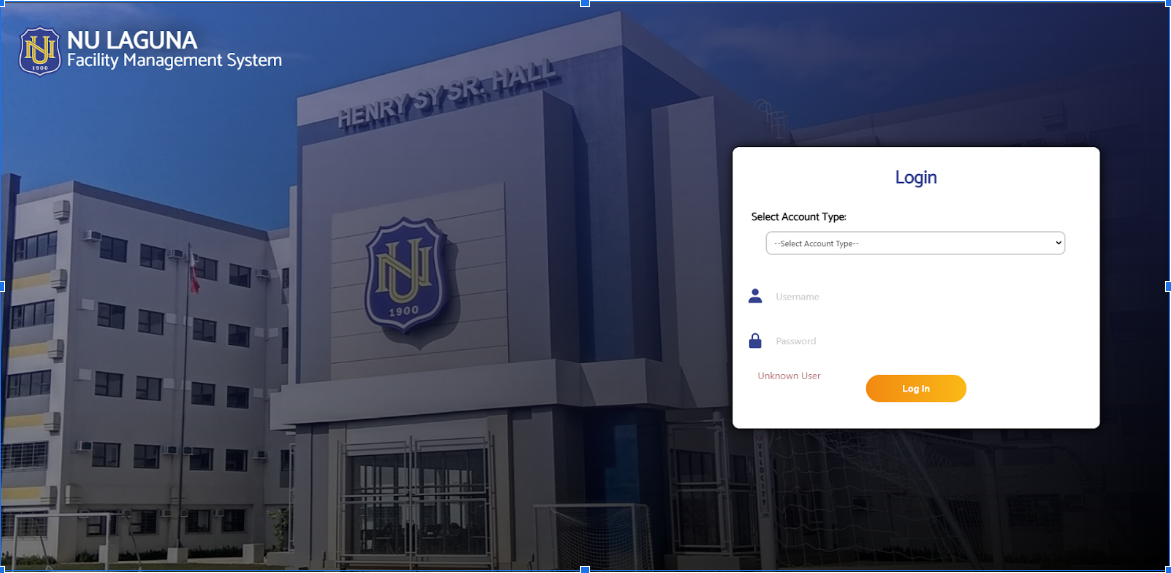 NU LAGUNA
Facility Management System
NU
1900
HENRY SY SR. HALL
NU
1900
Login
Select Account Type:
--Select Account Type--
Username
Password
Unknown User
Log In
VELOCITY